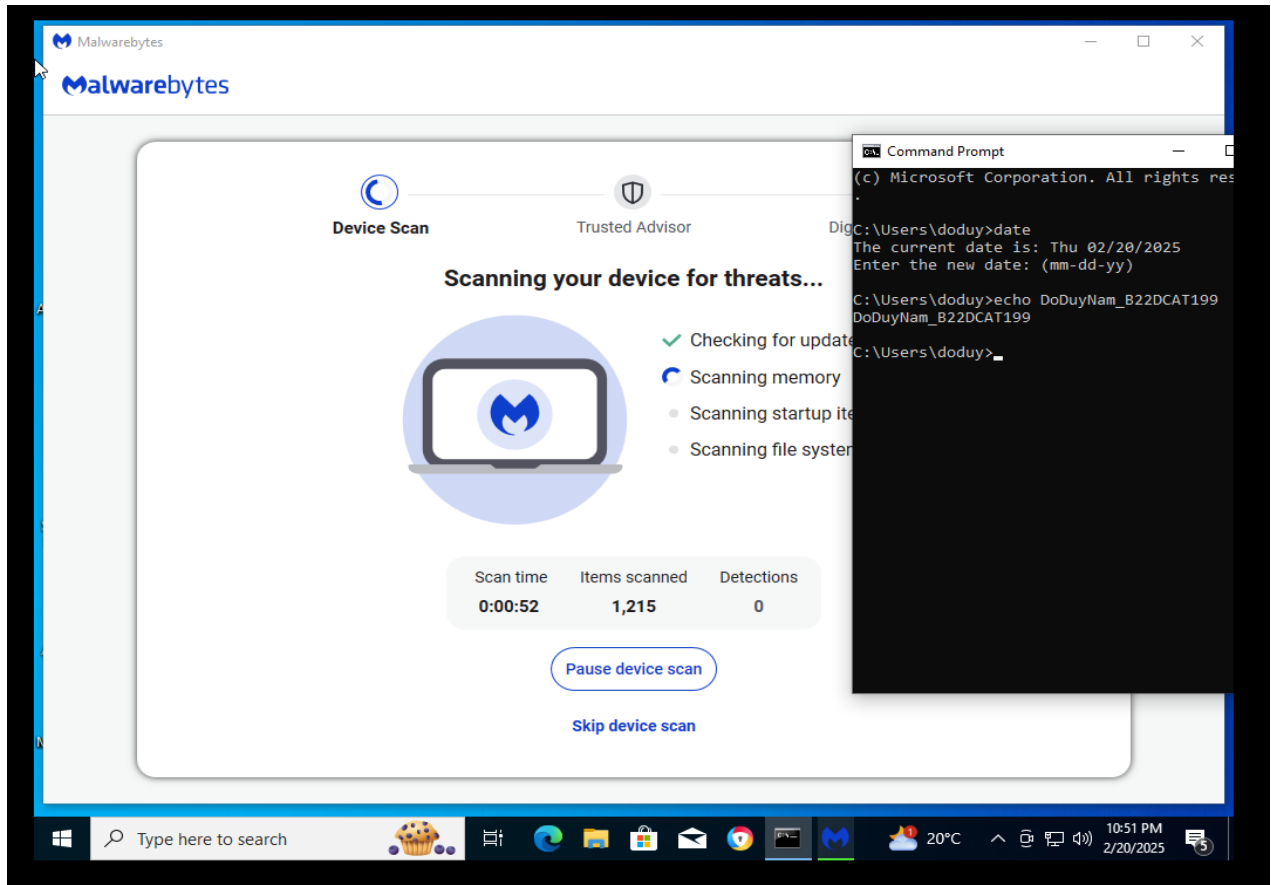 Malwarebytes
Malwarebytes
Device Scan
Trusted Advisor
Dig
Scanning your device for threats...
Checking for update
Scanning memory
Scanning startup ite
Scanning file system
Scan time Items scanned Detections
0:00:52 1,215 0
Pause device scan
Skip device scan
Command Prompt
(c) Microsoft Corporation. All rights res
.
C:\Users\doduy>date
The current date is: Thu 02/20/2025
Enter the new date: (mm-dd-yy)
C:\Users\doduy>echo DoDuyNam_B22DCAT199
DoDuyNam_B22DCAT199
C:\Users\doduy>_
Type here to search
1
20°C
10:51 PM
2/20/2025
5